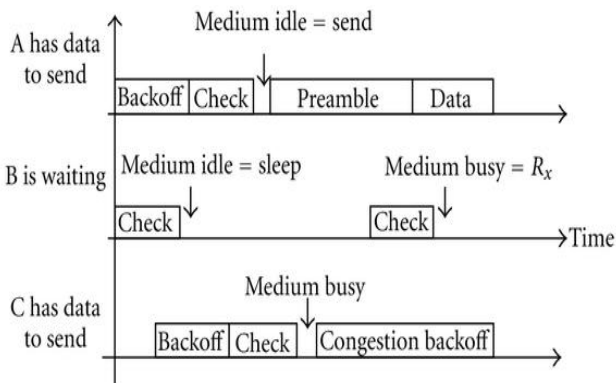 Medium idle = send
A has data
to send
Backoff Check Preamble Data
Medium idle = sleep
Medium busy = Rₓ
B is waiting
Check Check
Time
Medium busy
C has data
to send
Backoff Check Congestion backoff